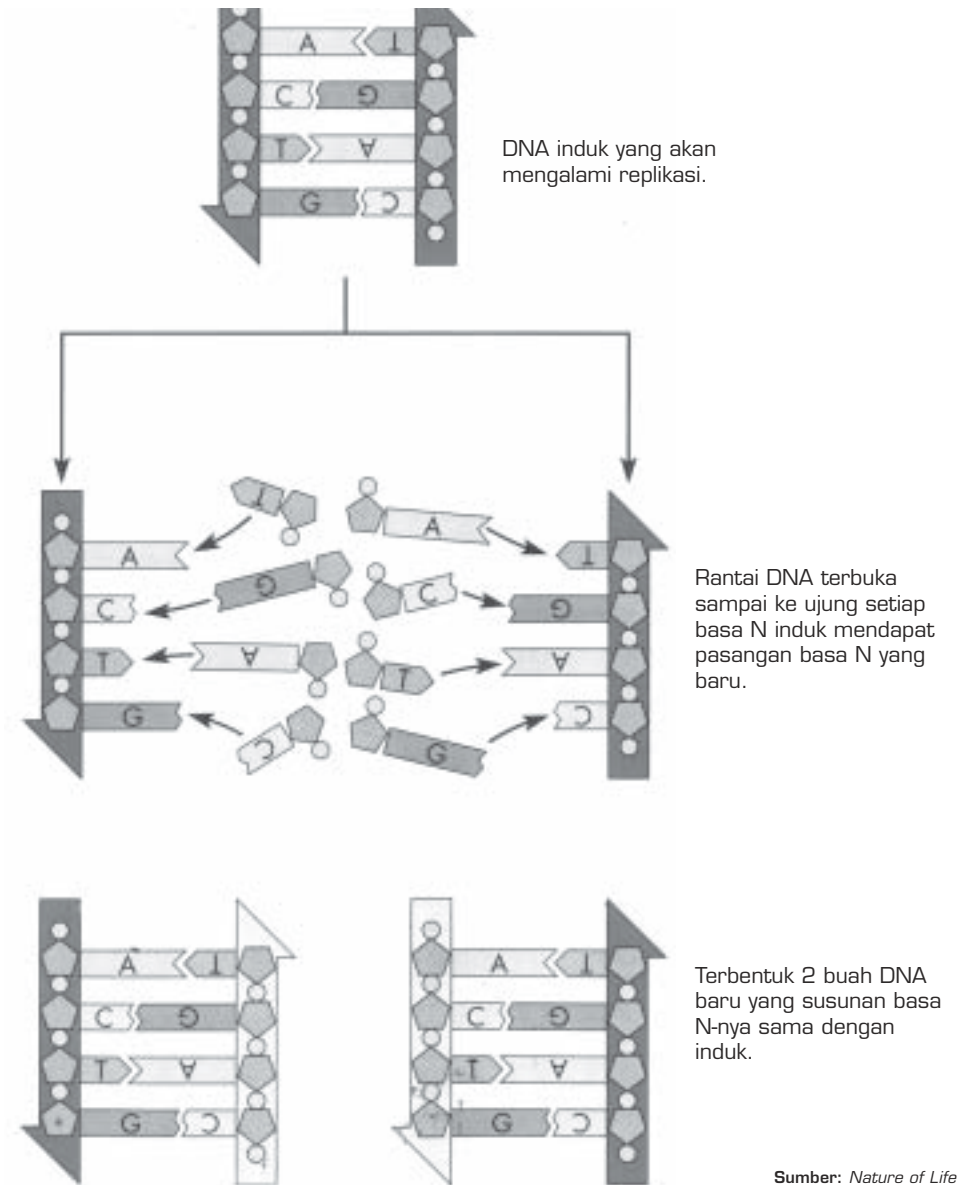 A T
C G
T A
G C
DNA induk yang akan
mengalami replikasi.
T A
A T
G C
C G
A T
T A
C G
G C
Rantai DNA terbuka
sampai ke ujung setiap
basa N induk mendapat
pasangan basa N yang
baru.
A T A T
C G C G
T A T A
G C G C
Terbentuk 2 buah DNA
baru yang susunan basa
N-nya sama dengan
induk.
Sumber: Nature of Life